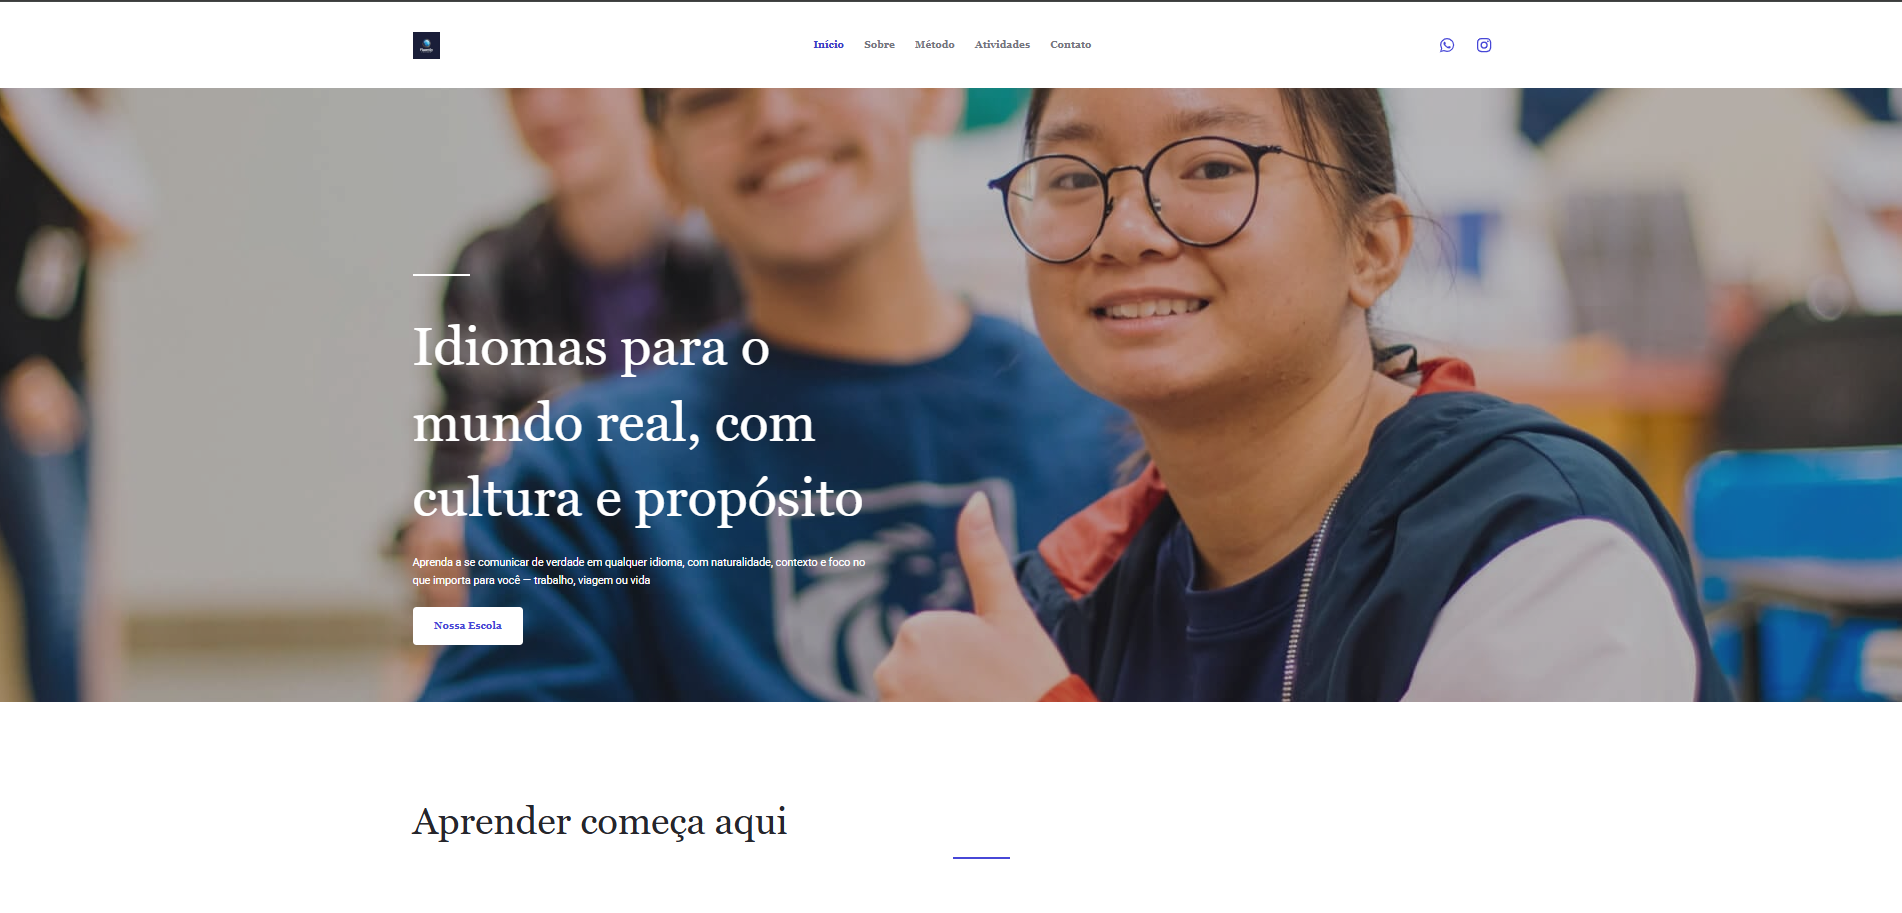 Início Sobre Método Atividades Contato
Idiomas para o
mundo real, com
cultura e propósito
Aprenda a se comunicar de verdade em qualquer idioma, com naturalidade, contexto e foco no
que importa para você — trabalho, viagem ou vida
Nossa Escola
Aprender começa aqui